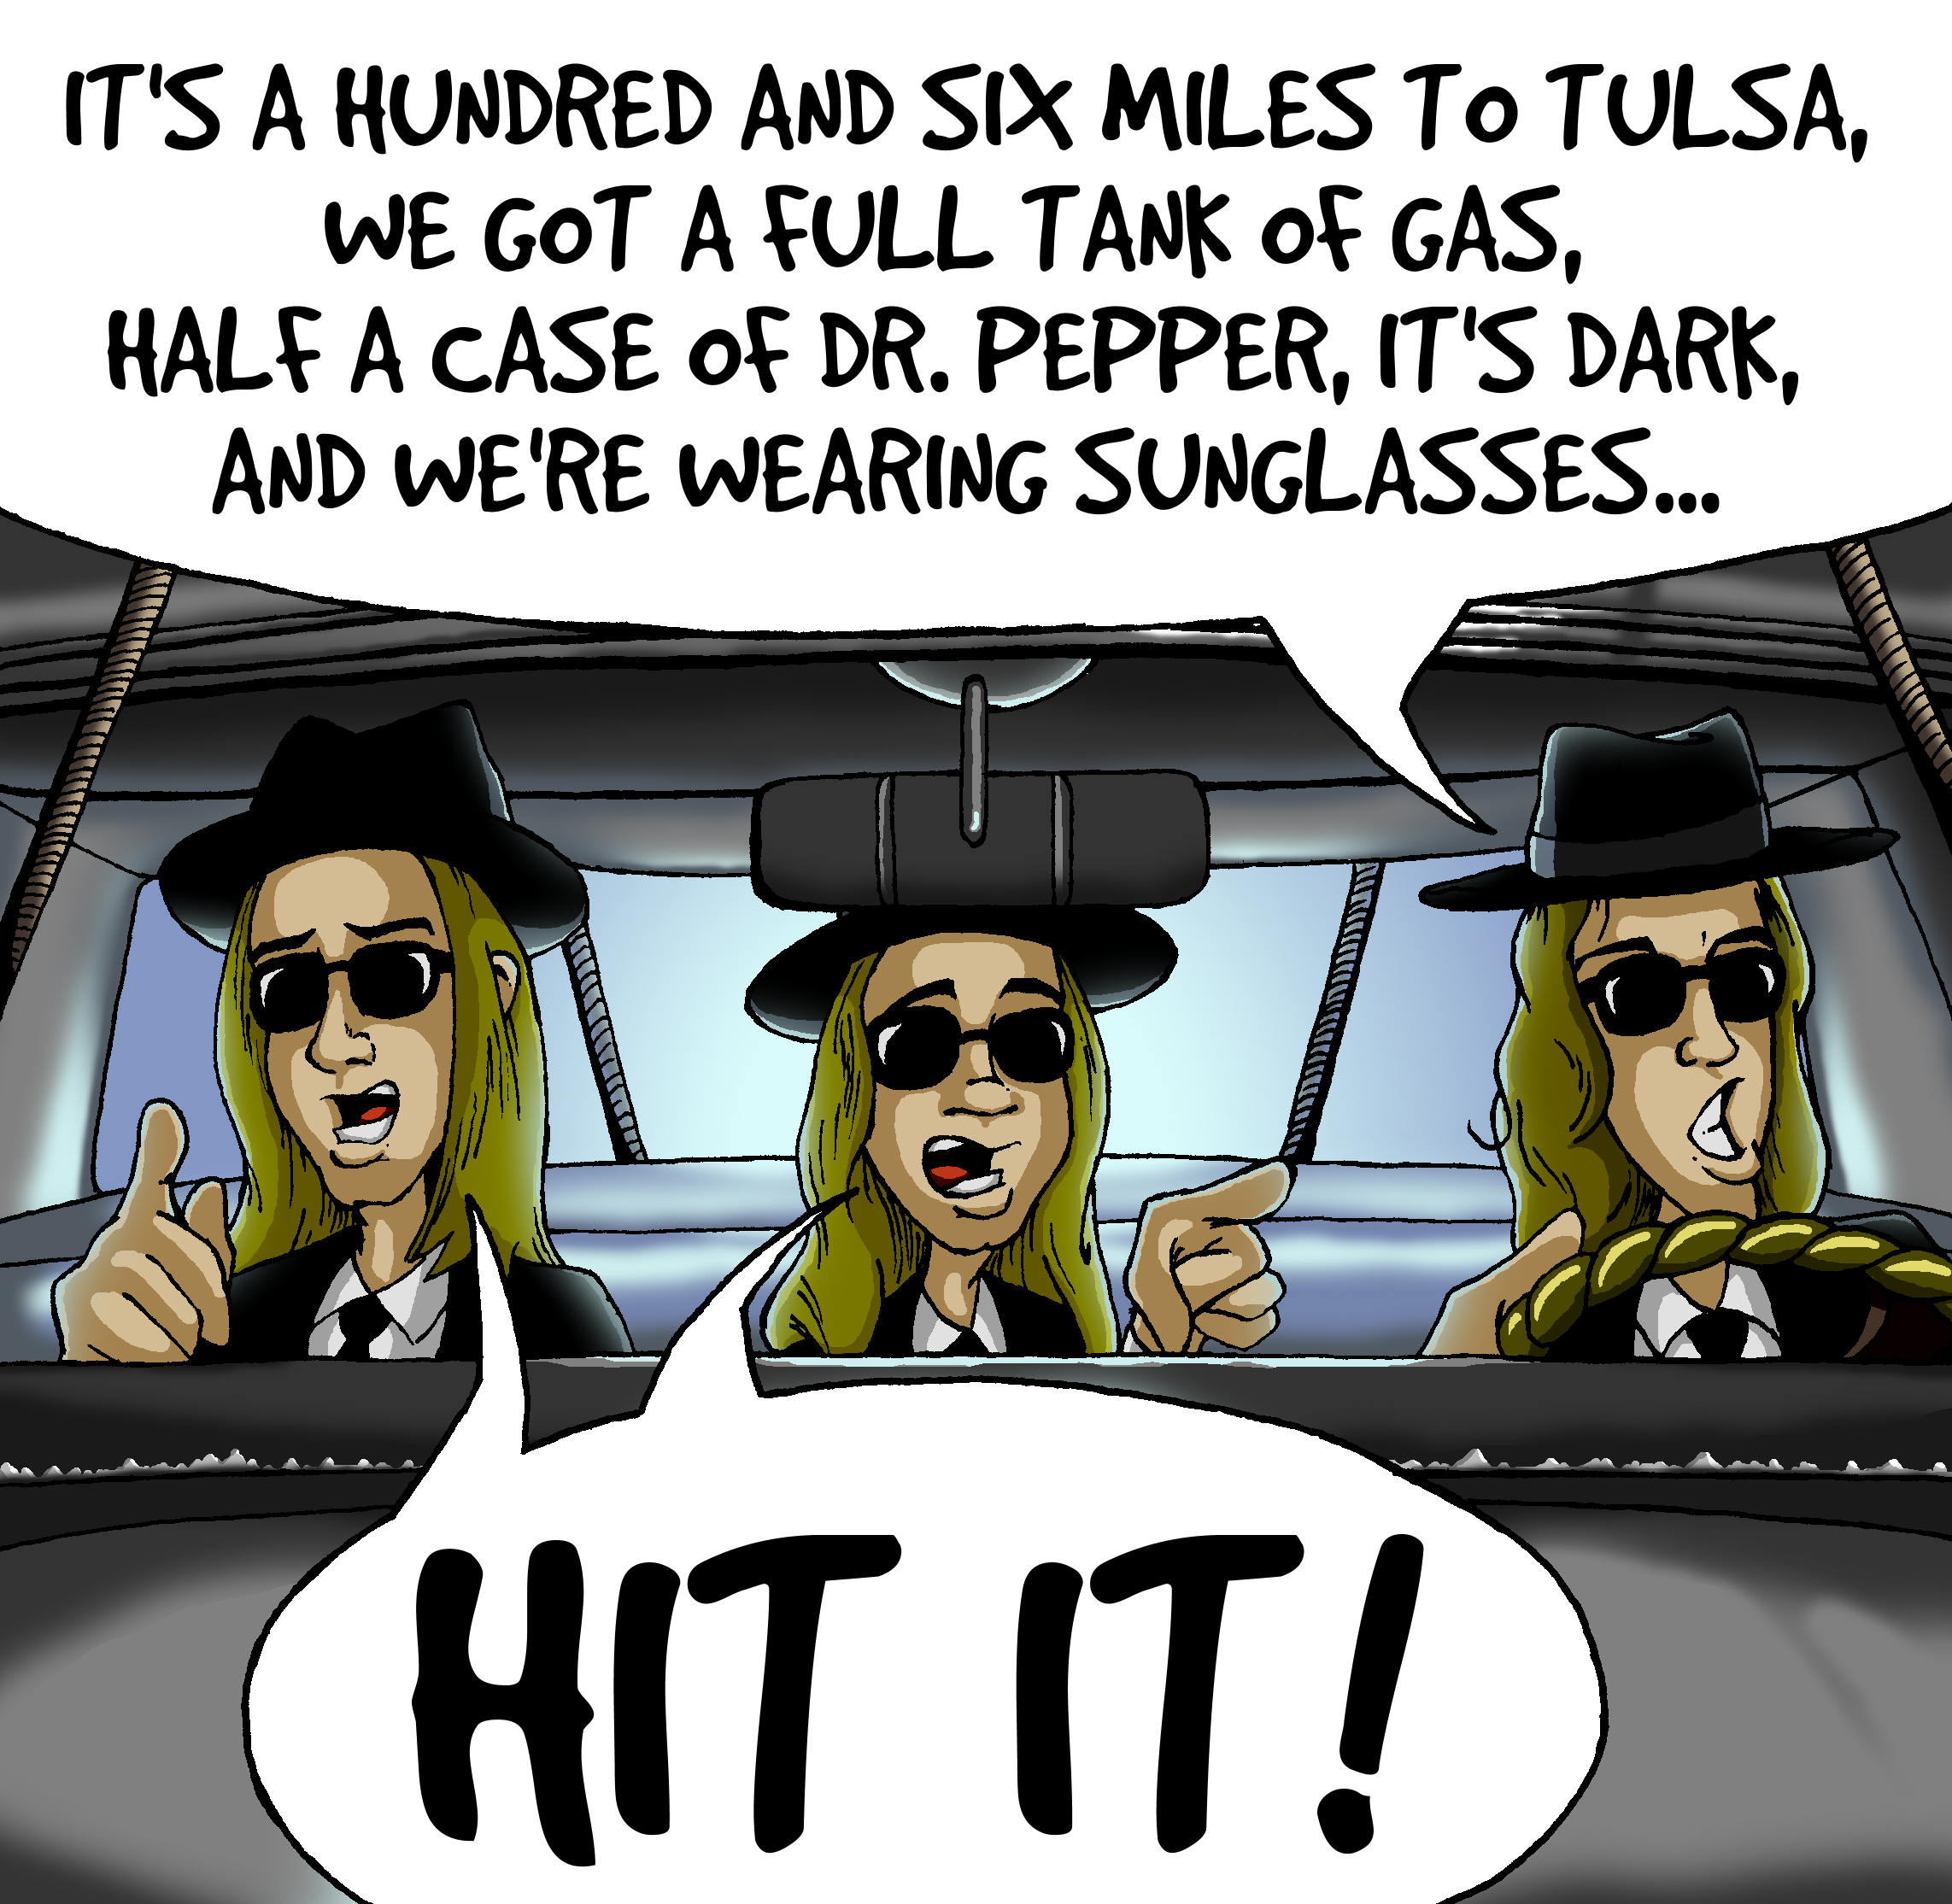 IT'S A HUNDRED AND SIX MILES TO TULSA,
WE GOT A FULL TANK OF GAS,
HALF A CASE OF DR. PEPPER, IT'S DARK,
AND WE'RE WEARING SUNGLASSES...
HIT IT!